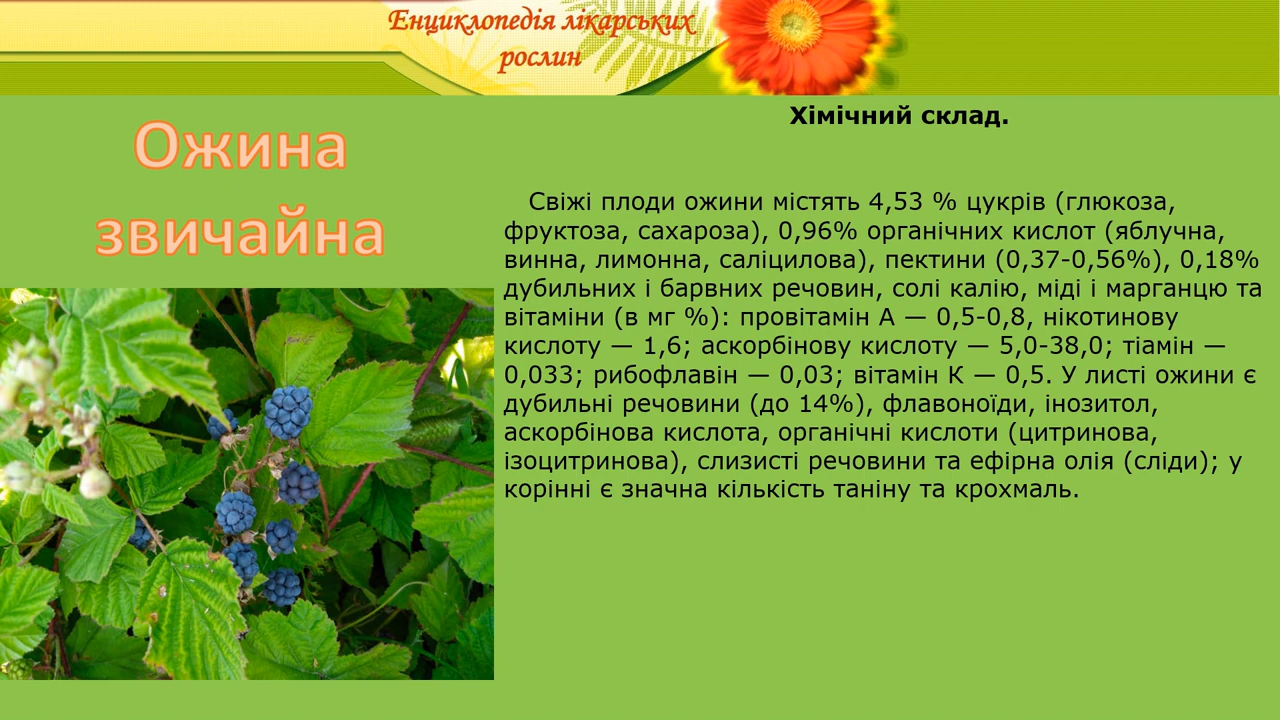 Енциклопедія лікарських
рослин
Ожина
звичайна
Хімічний склад.
Свіжі плоди ожини містять 4,53 % цукрів (глюкоза,
фруктоза, сахароза), 0,96% органічних кислот (яблучна,
винна, лимонна, саліцилова), пектини (0,37-0,56%), 0,18%
дубильних і барвних речовин, солі калію, міді і марганцю та
вітаміни (в мг %): провітамін А — 0,5-0,8, нікотинову
кислоту — 1,6; аскорбінову кислоту — 5,0-38,0; тіамін —
0,033; рибофлавін — 0,03; вітамін К — 0,5. У листі ожини є
дубильні речовини (до 14%), флавоноїди, інозитол,
аскорбінова кислота, органічні кислоти (цитринова,
ізоцитринова), слизисті речовини та ефірна олія (сліди); у
корінні є значна кількість таніну та крохмаль.